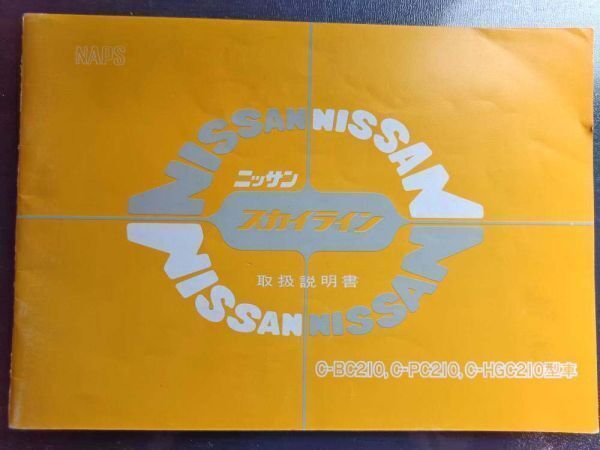 NAPS
NISSAN NISSAN
ニッサン
スカイライン
取扱説明書
NISSAN NISSAN
C-BC210, C-PC210, C-HGC210型車